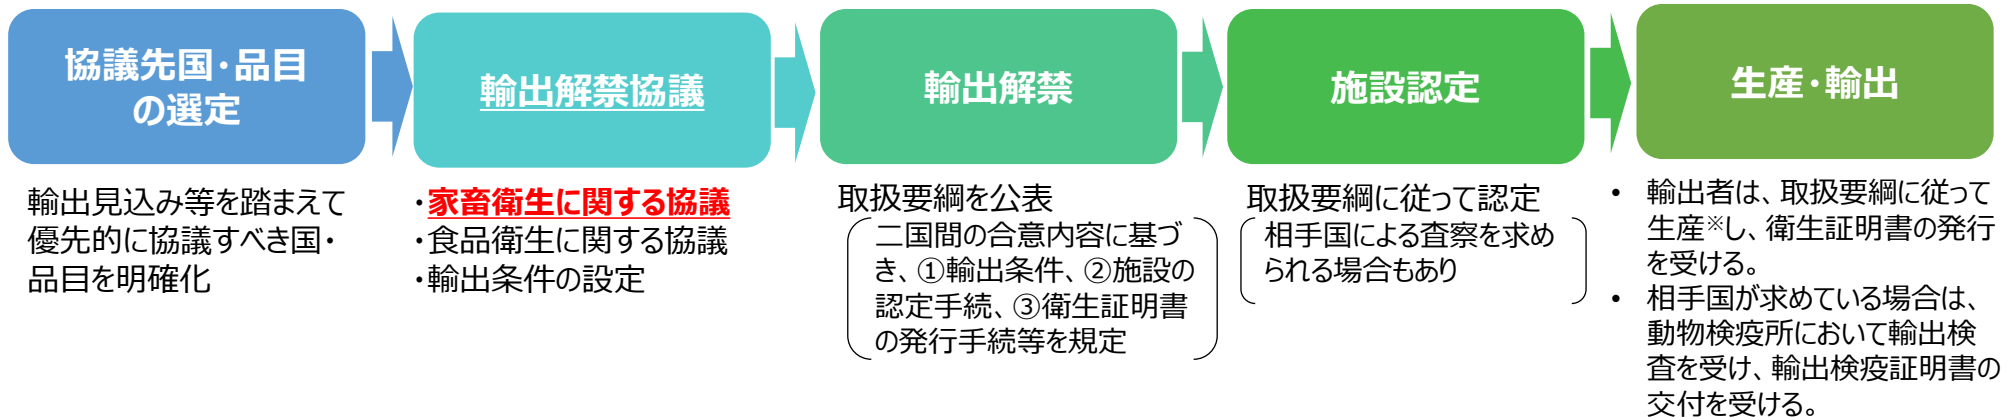 協議先国・品目
の選定
輸出解禁協議
輸出解禁
施設認定
生産・輸出
輸出見込み等を踏まえて
優先的に協議すべき国・
品目を明確化
・家畜衛生に関する協議
・食品衛生に関する協議
・輸出条件の設定
取扱要綱を公表
二国間の合意内容に基づ
き、①輸出条件、②施設の
認定手続、③衛生証明書
の発行手続等を規定
取扱要綱に従って認定
相手国による査察を求め
られる場合もあり
• 輸出者は、取扱要綱に従って
生産※し、衛生証明書の発行
を受ける。
• 相手国が求めている場合は、
動物検疫所において輸出検
査を受け、輸出検疫証明書の
交付を受ける。